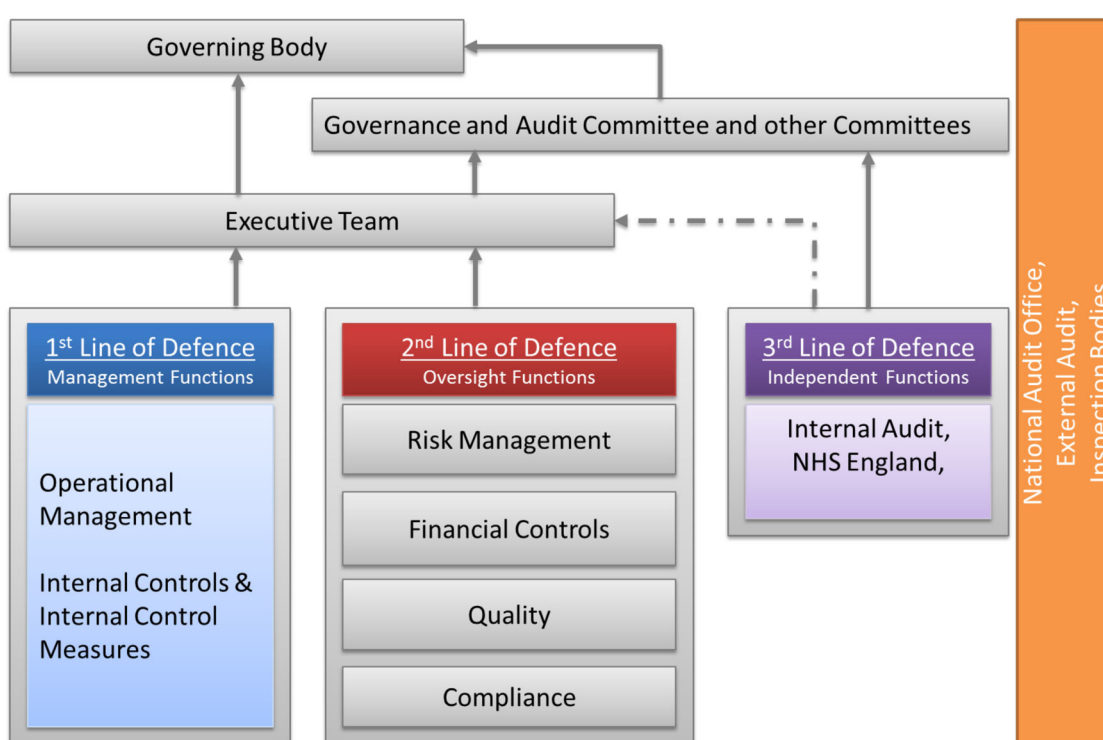 Governing Body
Governance and Audit Committee and other Committees
Executive Team
1st Line of Defence
Management Functions
Operational
Management
Internal Controls &
Internal Control
Measures
2nd Line of Defence
Oversight Functions
Risk Management
Financial Controls
Quality
Compliance
3rd Line of Defence
Independent Functions
Internal Audit,
NHS England,
National Audit Office,
External Audit,
Inspection Bodies